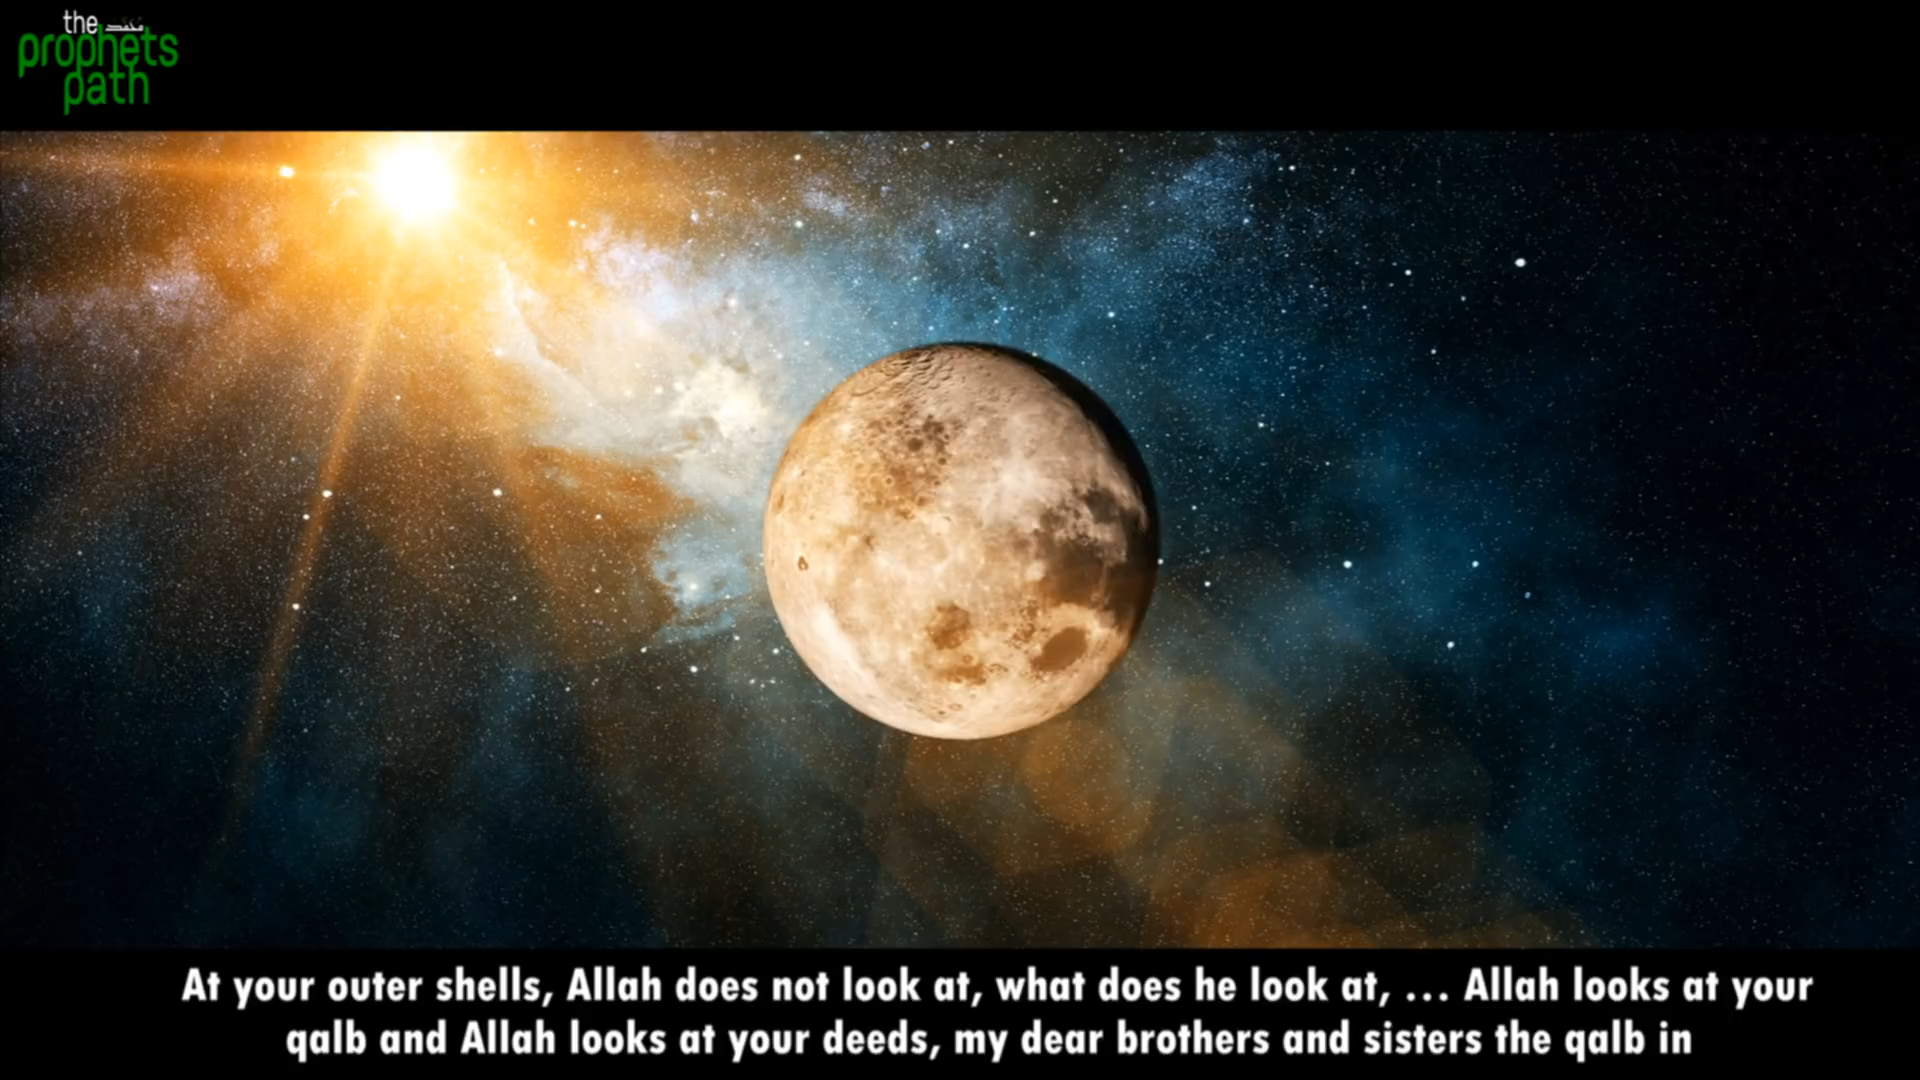 the محمد
prophets
path
At your outer shells, Allah does not look at, what does he look at, ... Allah looks at your
qalb and Allah looks at your deeds, my dear brothers and sisters the qalb in